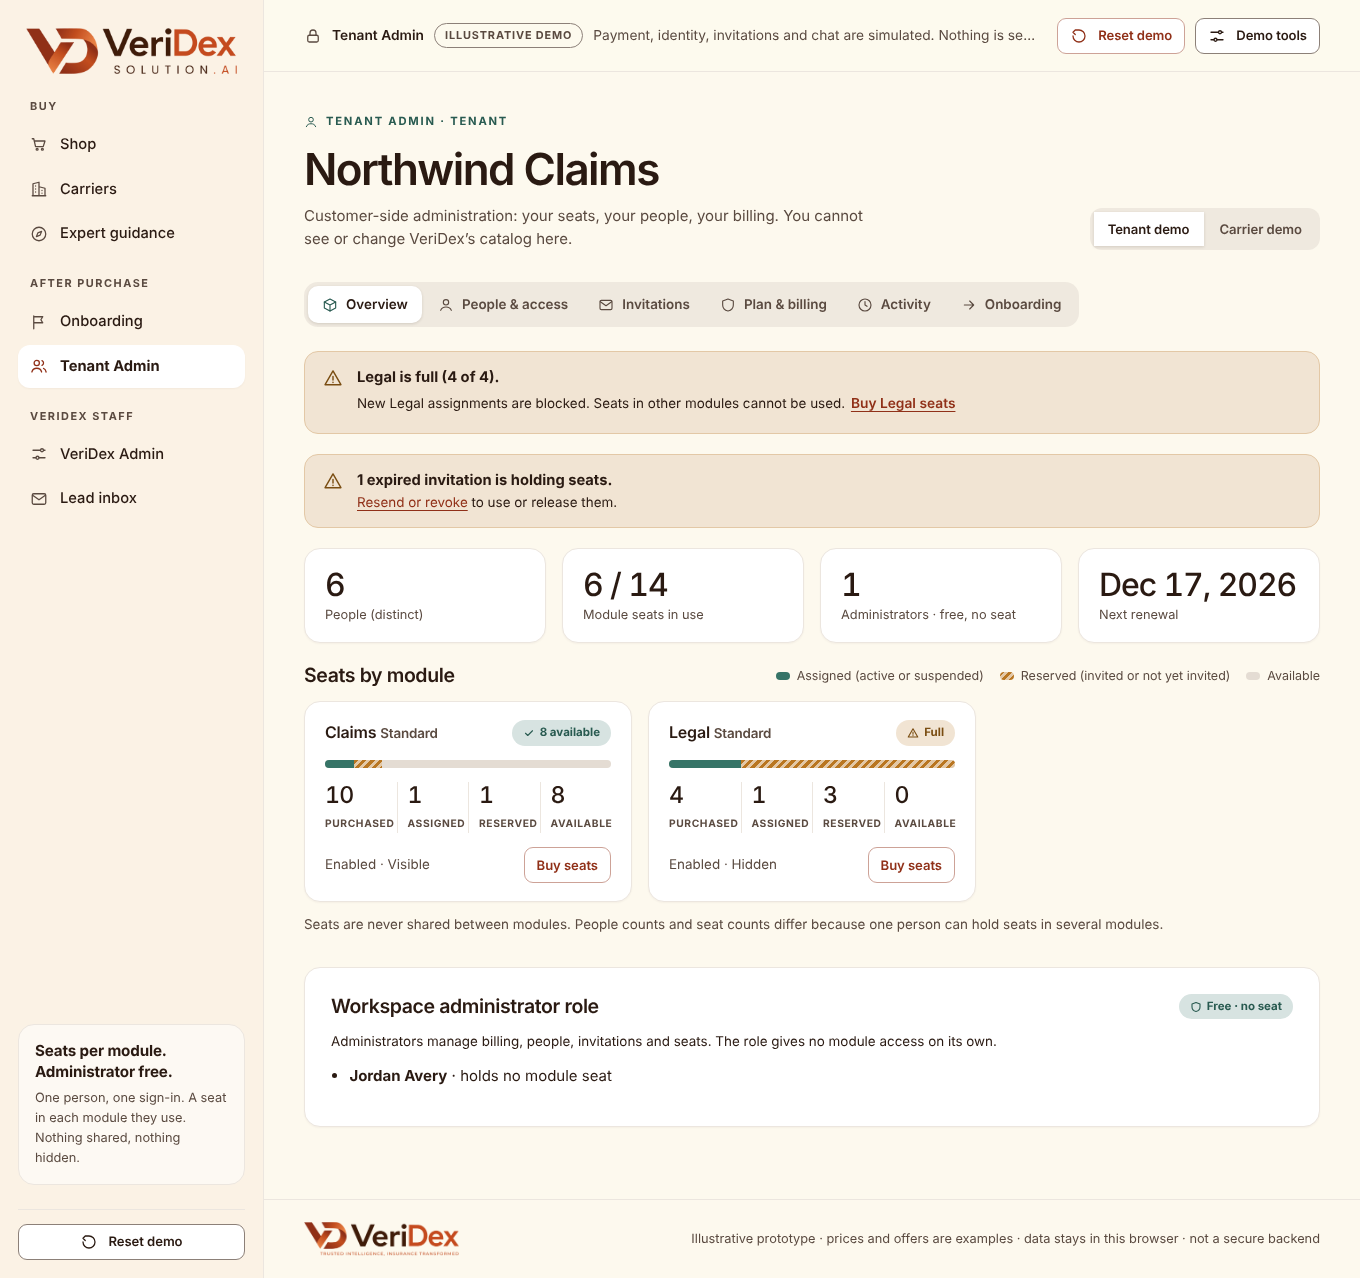 VeriDex
SOLUTION.AI
BUY
Shop
Carriers
Expert guidance
AFTER PURCHASE
Onboarding
Tenant Admin
VERIDEX STAFF
VeriDex Admin
Lead inbox
Seats per module.
Administrator free.
One person, one sign-in. A seat
in each module they use.
Nothing shared, nothing
hidden.
Reset demo
Tenant Admin ILLUSTRATIVE DEMO Payment, identity, invitations and chat are simulated. Nothing is se... Reset demo Demo tools
TENANT ADMIN · TENANT
Northwind Claims
Customer-side administration: your seats, your people, your billing. You cannot
see or change VeriDex’s catalog here.
Tenant demo Carrier demo
Overview People & access Invitations Plan & billing Activity Onboarding
Legal is full (4 of 4).
New Legal assignments are blocked. Seats in other modules cannot be used. Buy Legal seats
1 expired invitation is holding seats.
Resend or revoke to use or release them.
6
People (distinct)
6 / 14
Module seats in use
1
Administrators · free, no seat
Dec 17, 2026
Next renewal
Seats by module
Assigned (active or suspended) Reserved (invited or not yet invited) Available
Claims Standard 8 available
10 1 1 8
PURCHASED ASSIGNED RESERVED AVAILABLE
Enabled · Visible Buy seats
Legal Standard Full
4 1 3 0
PURCHASED ASSIGNED RESERVED AVAILABLE
Enabled · Hidden Buy seats
Seats are never shared between modules. People counts and seat counts differ because one person can hold seats in several modules.
Workspace administrator role Free · no seat
Administrators manage billing, people, invitations and seats. The role gives no module access on its own.
• Jordan Avery · holds no module seat
VeriDex
TRUSTED INTELLIGENCE, INSURANCE TRANSFORMED
Illustrative prototype · prices and offers are examples · data stays in this browser · not a secure backend